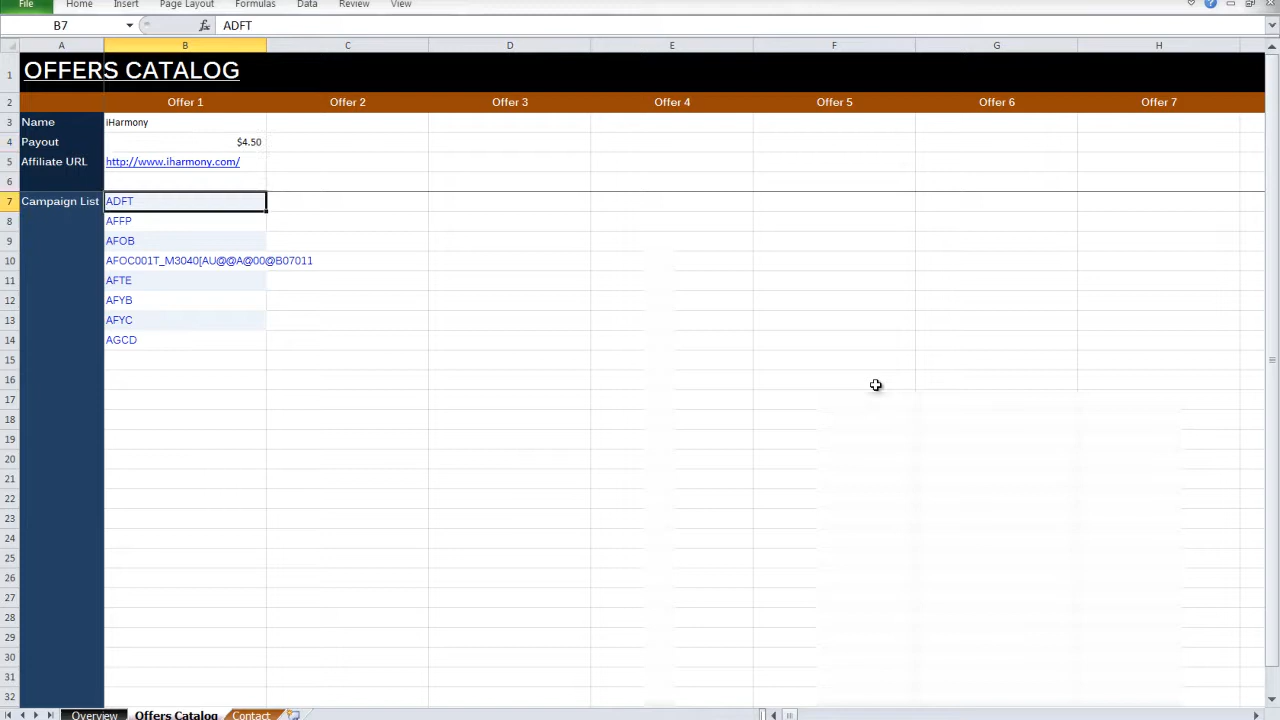 File Home Insert Page Layout Formulas Data Review View
B7 fx ADFT
A B C D E F G H
1 OFFERS CATALOG
2 Offer 1 Offer 2 Offer 3 Offer 4 Offer 5 Offer 6 Offer 7
3 Name iHarmony
4 Payout $4.50
5 Affiliate URL http://www.iharmony.com/
6
7 Campaign List ADFT
8 AFFP
9 AFOB
10 AFOC001T_M3040[AU@@A@00@B07011
11 AFTE
12 AFYB
13 AFYC
14 AGCD
15
16
17
18
19
20
21
22
23
24
25
26
27
28
29
30
31
32
Overview Offers Catalog Contact